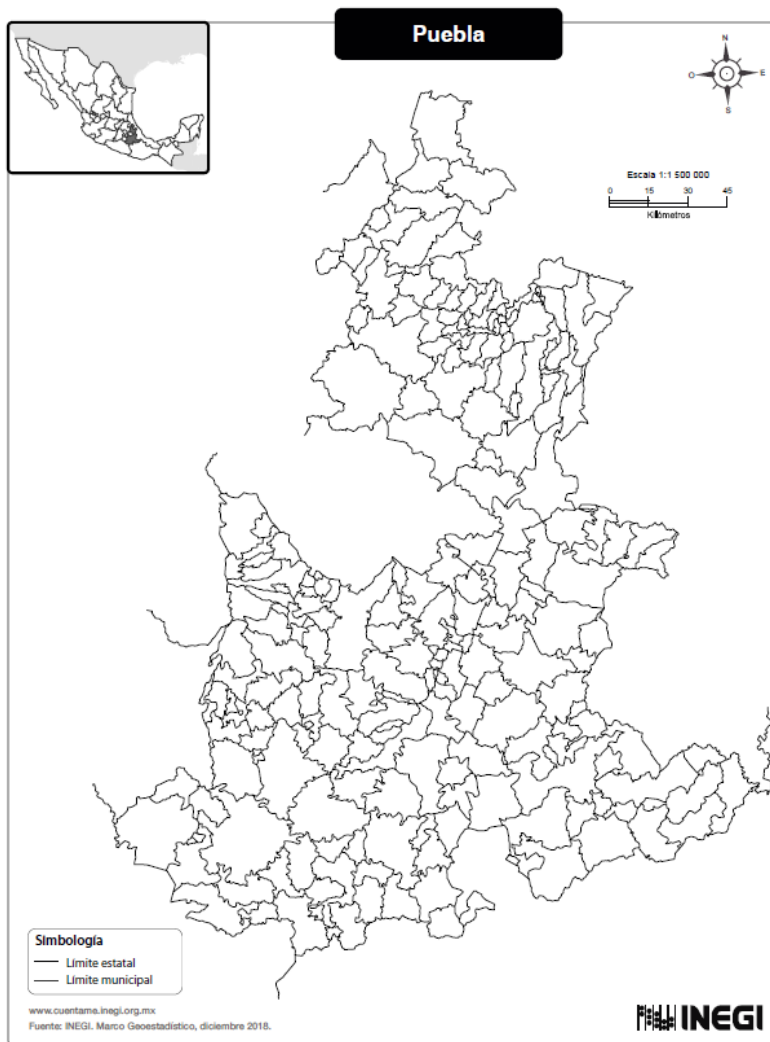 Puebla
N
O
E
S
Escala 1:1 500 000
0 15 30 45
Kilómetros
Simbología
Límite estatal
Límite municipal
www.cuentame.inegi.org.mx
Fuente: INEGI. Marco Geoestadístico, diciembre 2018.
INEGI